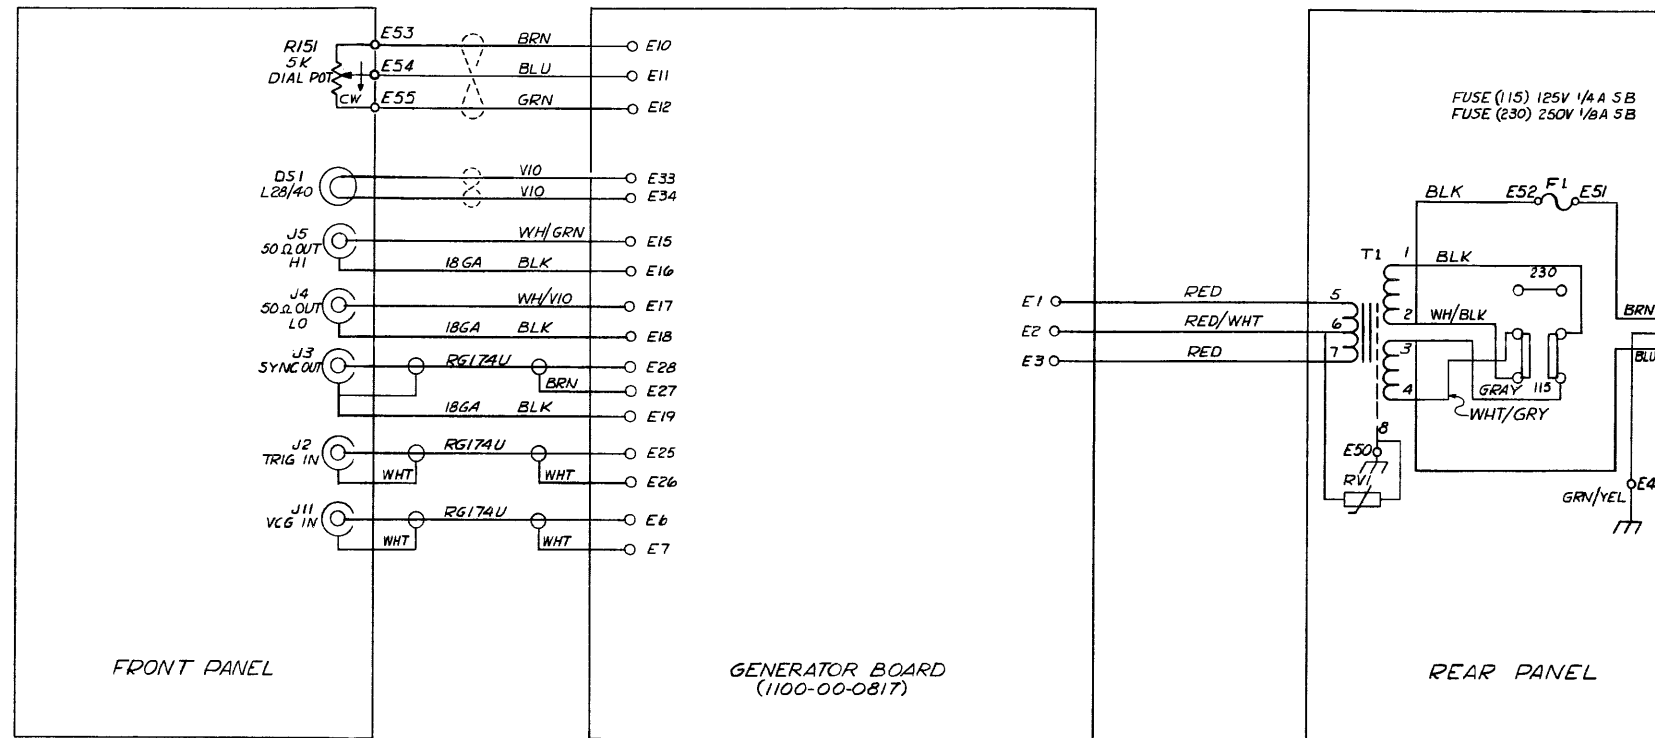 R151
5K
DIAL POT
CW
E53
E54
E55
BRN
BLU
GRN
E10
E11
E12
DS1
L28/40
VIO
VIO
E33
E34
J5
50Ω OUT
HI
WH/GRN
18GA BLK
E15
E16
J4
50Ω OUT
LO
WH/VIO
18GA BLK
E17
E18
J3
SYNC OUT
RG174U
BRN
18GA BLK
E28
E27
E19
J2
TRIG IN
RG174U
WHT
WHT
E25
E26
J11
VCG IN
RG174U
WHT
WHT
E6
E7
FRONT PANEL
GENERATOR BOARD
(1100-00-0817)
E1
E2
E3
RED
RED/WHT
RED
FUSE (115) 125V 1/4A SB
FUSE (230) 250V 1/8A SB
BLK
E52
F1
E51
T1
1
BLK
230
5
6
7
2
WH/BLK
3
GRAY
115
4
WHT/GRY
8
E50
RV1
BRN
BLU
GRN/YEL
E4
REAR PANEL